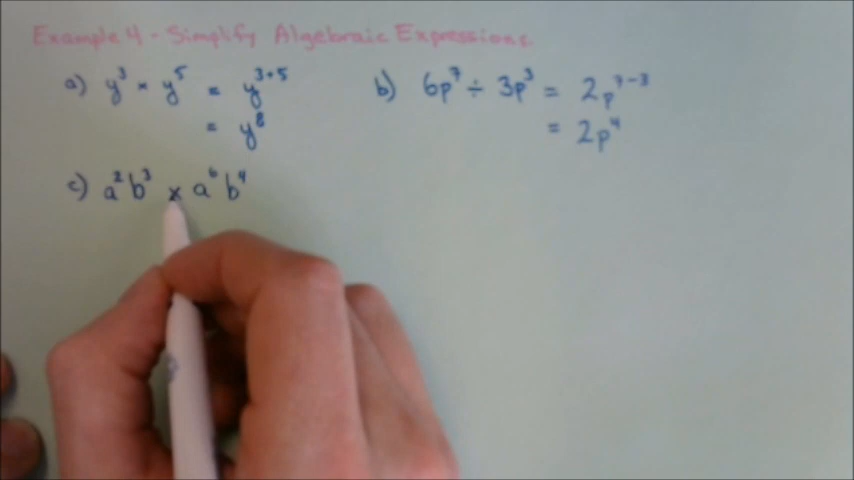 Example 4 - Simplify Algebraic Expressions.
a) y³ × y⁵ = y³⁺⁵
= y⁸
b) 6p⁷ ÷ 3p³ = 2p⁷⁻³
= 2p⁴
c) a²b³ × a⁶b⁴